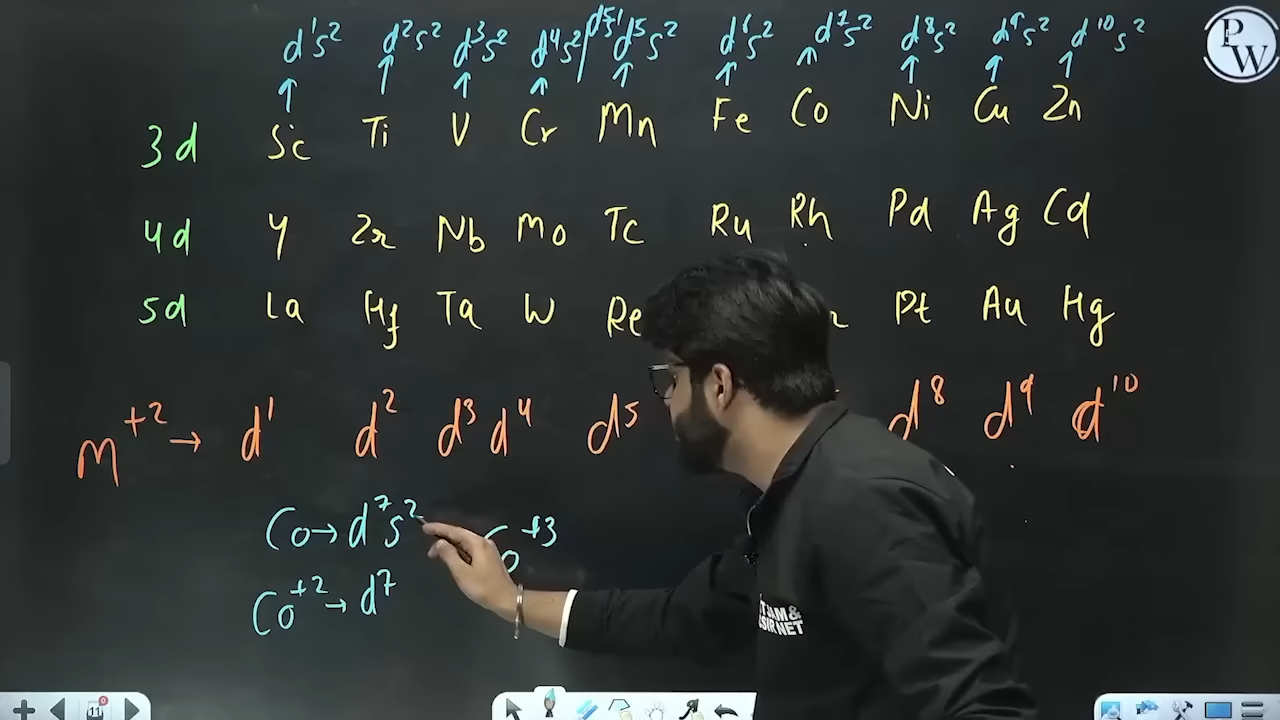 d¹s² d²s² d³s² d⁴s²/d⁵s¹ d⁵s² d⁶s² d⁷s² d⁸s² d⁹s² d¹⁰s²
PW
3d Sc Ti V Cr Mn Fe Co Ni Cu Zn
4d Y Zr Nb Mo Tc Ru Rh Pd Ag Cd
5d La Hf Ta W Re Pt Au Hg
M⁺² → d¹ d² d³ d⁴ d⁵ d⁸ d⁹ d¹⁰
Co → d⁷s² Co⁺³
Co⁺² → d⁷
11